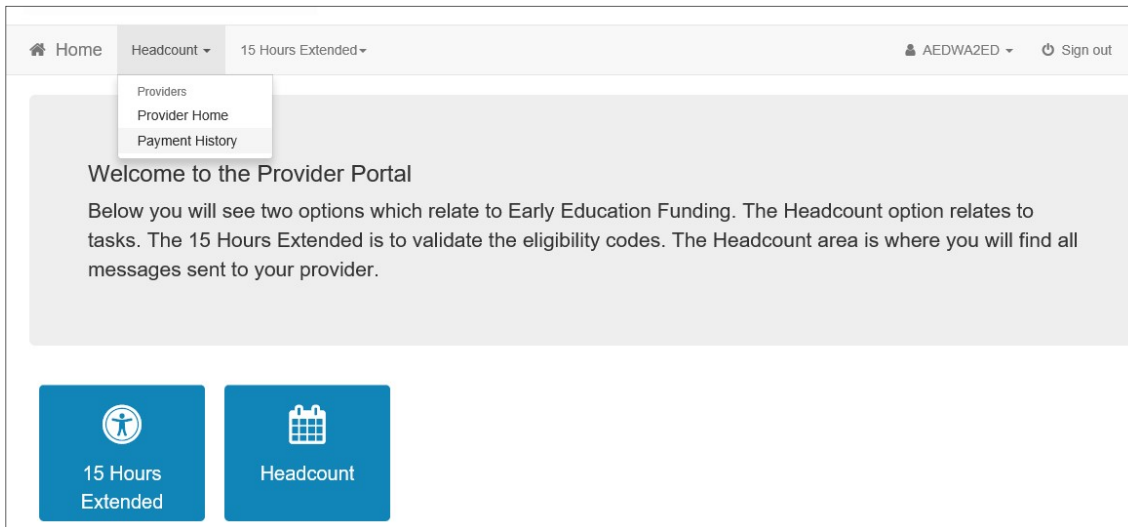 Home Headcount 15 Hours Extended AEDWA2ED Sign out
Providers
Provider Home
Payment History
Welcome to the Provider Portal
Below you will see two options which relate to Early Education Funding. The Headcount option relates to
tasks. The 15 Hours Extended is to validate the eligibility codes. The Headcount area is where you will find all
messages sent to your provider.
15 Hours
Extended
Headcount